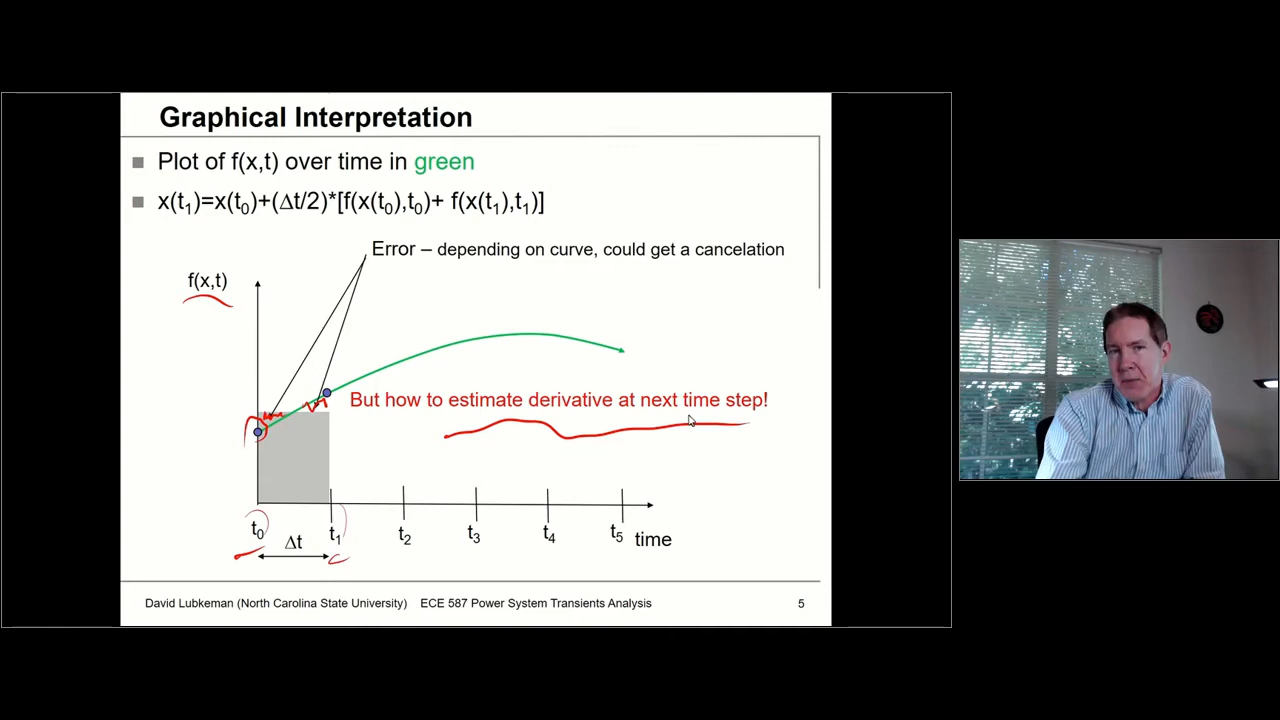 Graphical Interpretation
Plot of f(x,t) over time in green
x(t₁)=x(t₀)+(Δt/2)*[f(x(t₀),t₀)+ f(x(t₁),t₁)]
Error – depending on curve, could get a cancelation
f(x,t)
But how to estimate derivative at next time step!
t₀ t₁ t₂ t₃ t₄ t₅ time
Δt
David Lubkeman (North Carolina State University) ECE 587 Power System Transients Analysis 5